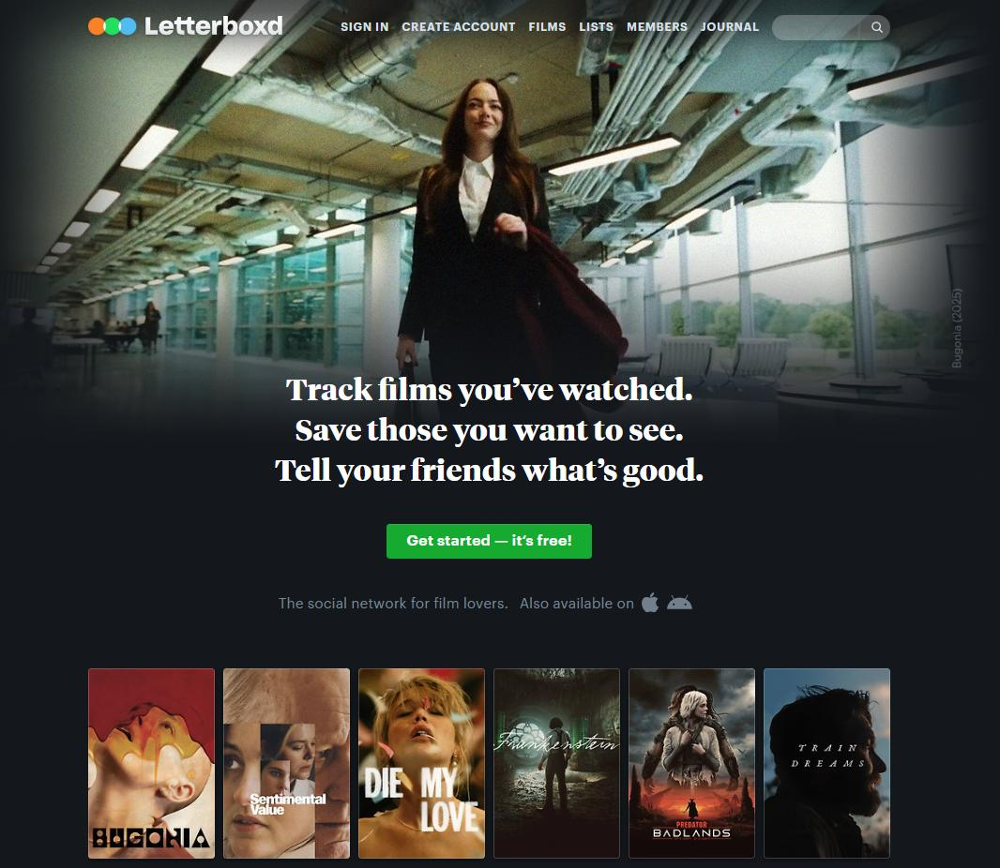 Letterboxd
SIGN IN CREATE ACCOUNT FILMS LISTS MEMBERS JOURNAL
Bugonia (2025)
Track films you’ve watched.
Save those you want to see.
Tell your friends what’s good.
Get started — it’s free!
The social network for film lovers. Also available on
BUGONIA
Sentimental
Value
DIE MY
LOVE
Frankenstein
PREDATOR
BADLANDS
TRAIN
DREAMS